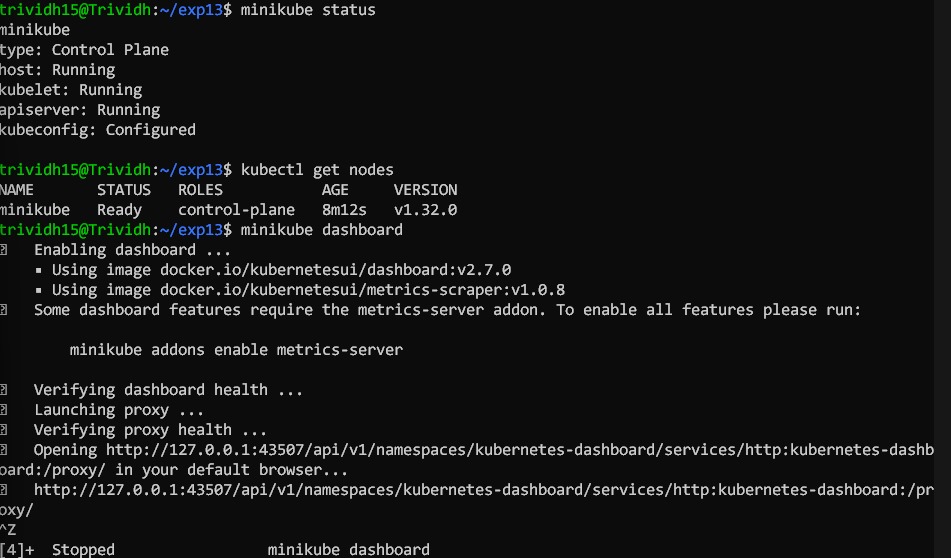 trividh15@Trividh:~/exp13$ minikube status
minikube
type: Control Plane
host: Running
kubelet: Running
apiserver: Running
kubeconfig: Configured
trividh15@Trividh:~/exp13$ kubectl get nodes
NAME STATUS ROLES AGE VERSION
minikube Ready control-plane 8m12s v1.32.0
trividh15@Trividh:~/exp13$ minikube dashboard
Enabling dashboard ...
▪ Using image docker.io/kubernetesui/dashboard:v2.7.0
▪ Using image docker.io/kubernetesui/metrics-scraper:v1.0.8
Some dashboard features require the metrics-server addon. To enable all features please run:
minikube addons enable metrics-server
Verifying dashboard health ...
Launching proxy ...
Verifying proxy health ...
Opening http://127.0.0.1:43507/api/v1/namespaces/kubernetes-dashboard/services/http:kubernetes-dashb
oard:/proxy/ in your default browser...
http://127.0.0.1:43507/api/v1/namespaces/kubernetes-dashboard/services/http:kubernetes-dashboard:/pr
oxy/
^Z
[4]+ Stopped minikube dashboard